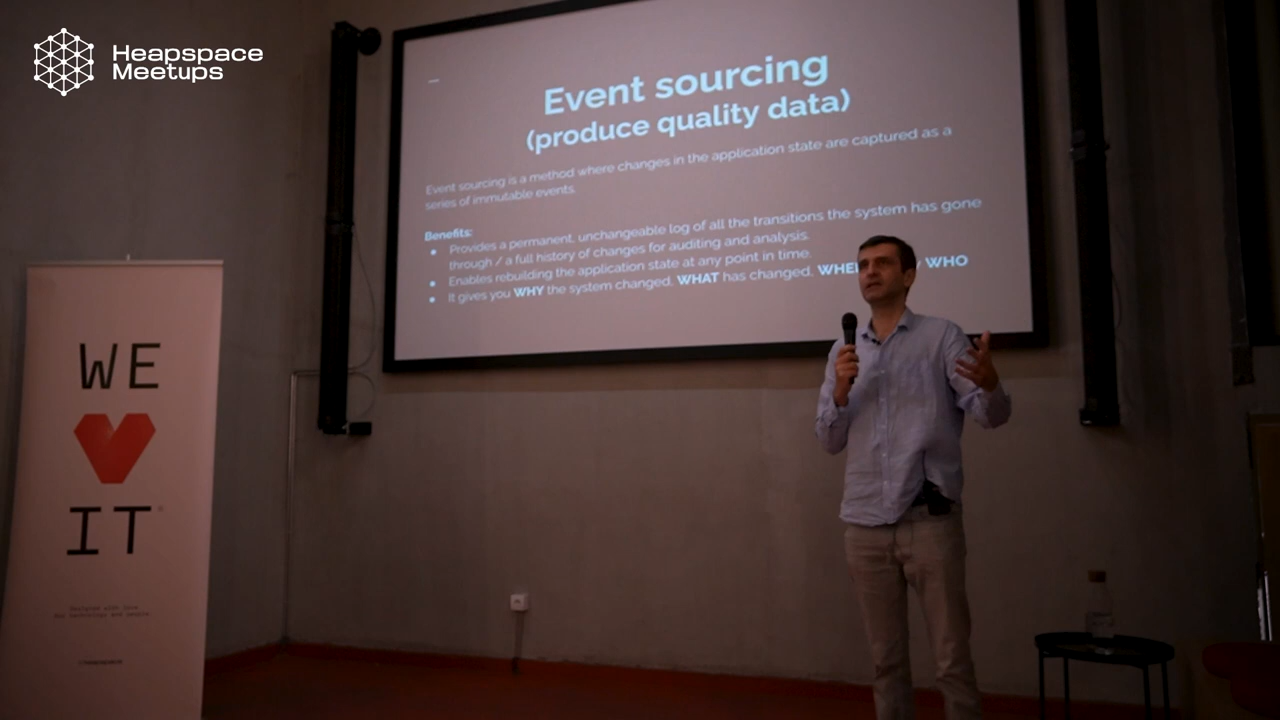 Heapspace
Meetups
Event sourcing
(produce quality data)
Event sourcing is a method where changes in the application state are captured as a
series of immutable events.
Benefits:
Provides a permanent, unchangeable log of all the transitions the system has gone
through / a full history of changes for auditing and analysis.
Enables rebuilding the application state at any point in time.
It gives you WHY the system changed. WHAT has changed. WHO
WE
IT